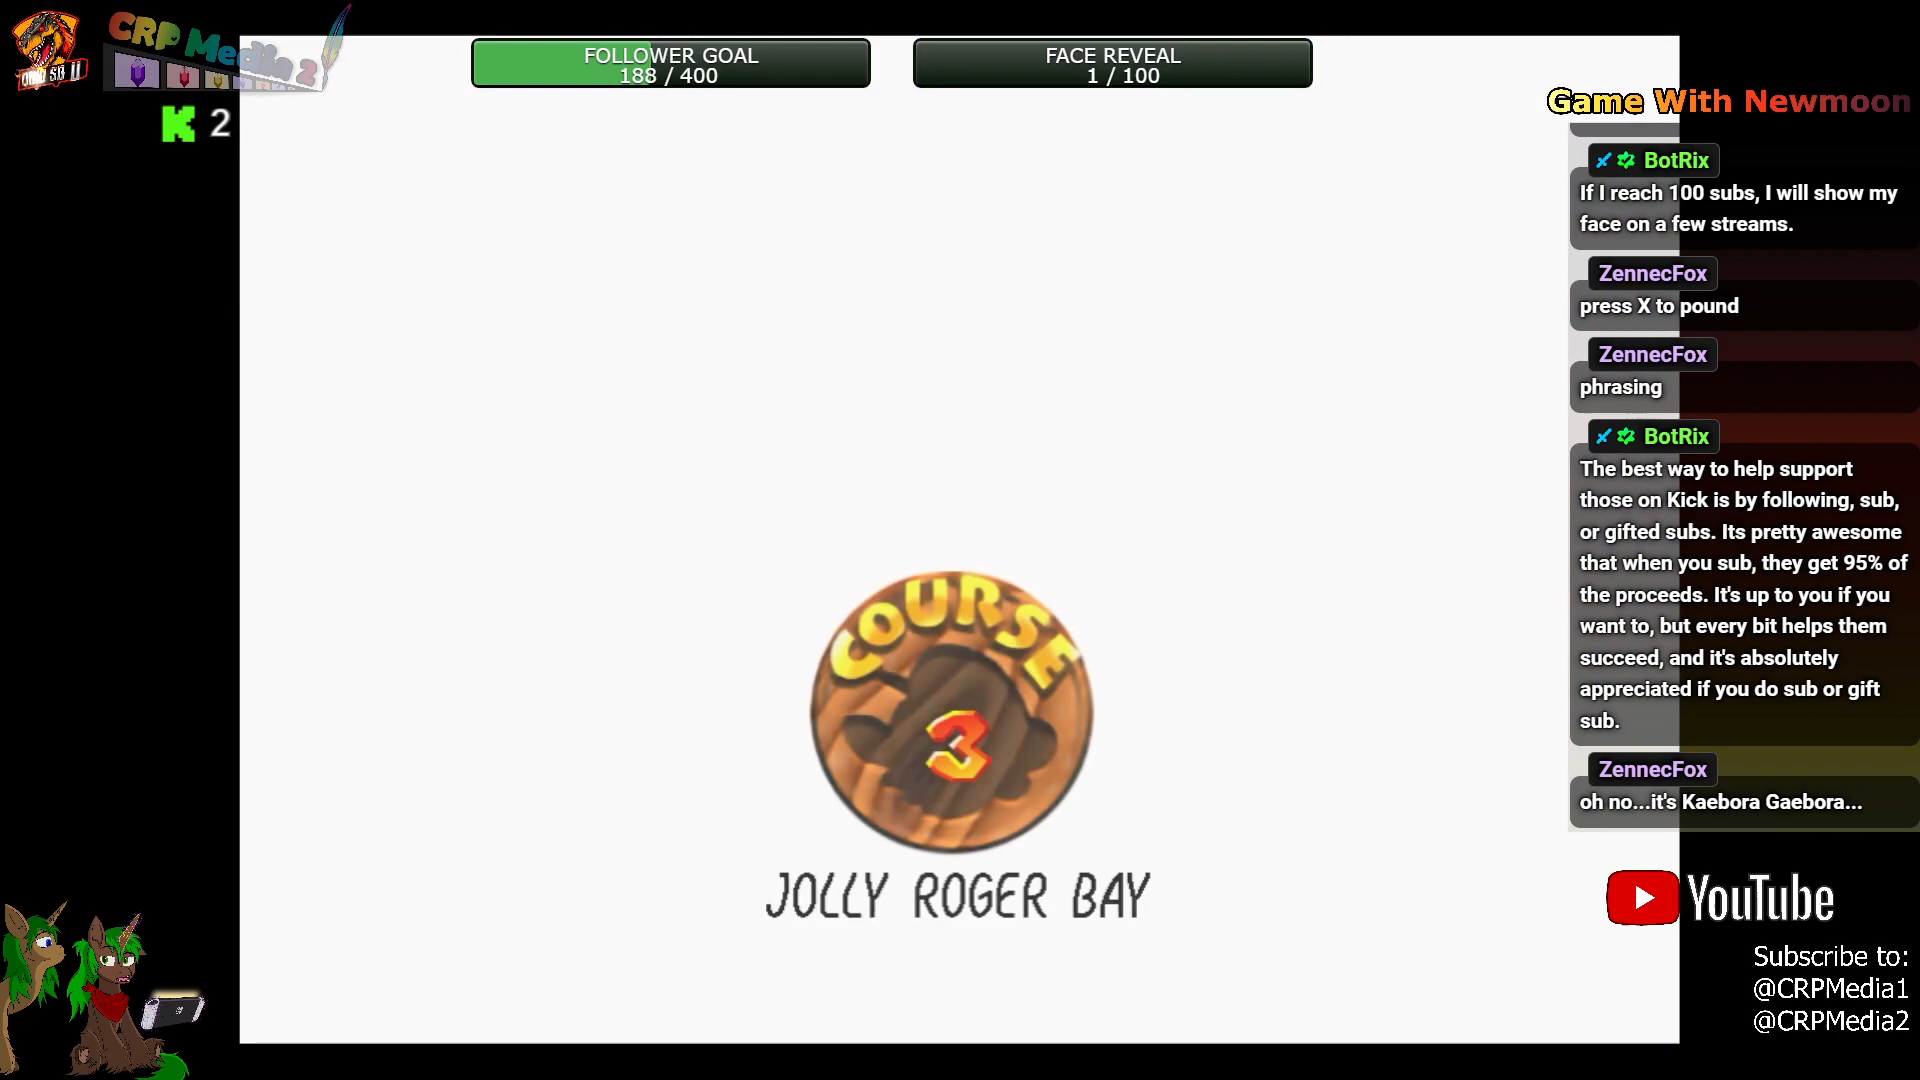 CRP Media 2
K 2
FOLLOWER GOAL
188 / 400
FACE REVEAL
1 / 100
Game With Newmoon
BotRix
If I reach 100 subs, I will show my
face on a few streams.
ZennecFox
press X to pound
ZennecFox
phrasing
BotRix
The best way to help support
those on Kick is by following, sub,
or gifted subs. Its pretty awesome
that when you sub, they get 95% of
the proceeds. It's up to you if you
want to, but every bit helps them
succeed, and it's absolutely
appreciated if you do sub or gift
sub.
ZennecFox
oh no...it's Kaebora Gaebora...
COURSE
3
JOLLY ROGER BAY
YouTube
Subscribe to:
@CRPMedia1
@CRPMedia2